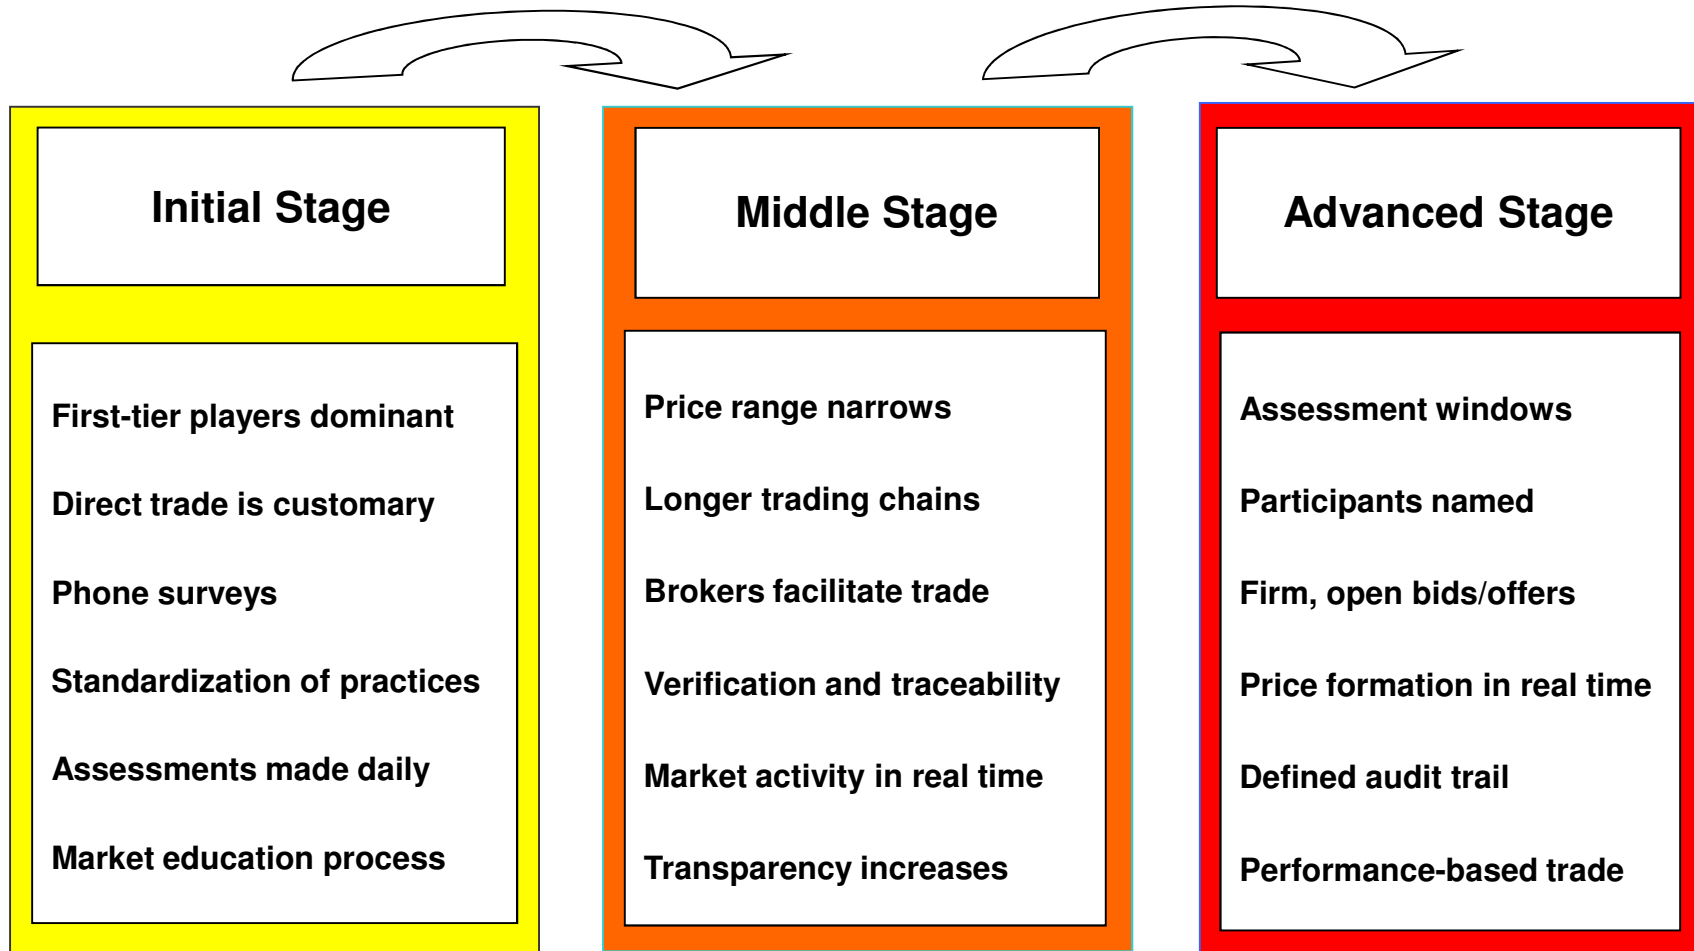 Initial Stage
First-tier players dominant
Direct trade is customary
Phone surveys
Standardization of practices
Assessments made daily
Market education process
Middle Stage
Price range narrows
Longer trading chains
Brokers facilitate trade
Verification and traceability
Market activity in real time
Transparency increases
Advanced Stage
Assessment windows
Participants named
Firm, open bids/offers
Price formation in real time
Defined audit trail
Performance-based trade